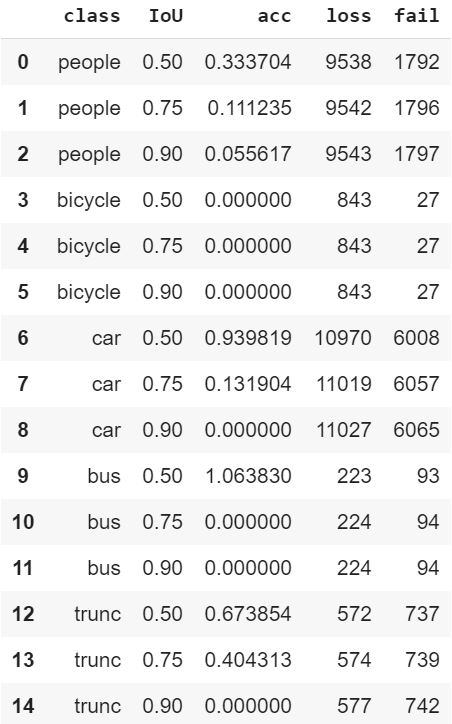 class IoU acc loss fail
0 people 0.50 0.333704 9538 1792
1 people 0.75 0.111235 9542 1796
2 people 0.90 0.055617 9543 1797
3 bicycle 0.50 0.000000 843 27
4 bicycle 0.75 0.000000 843 27
5 bicycle 0.90 0.000000 843 27
6 car 0.50 0.939819 10970 6008
7 car 0.75 0.131904 11019 6057
8 car 0.90 0.000000 11027 6065
9 bus 0.50 1.063830 223 93
10 bus 0.75 0.000000 224 94
11 bus 0.90 0.000000 224 94
12 trunc 0.50 0.673854 572 737
13 trunc 0.75 0.404313 574 739
14 trunc 0.90 0.000000 577 742